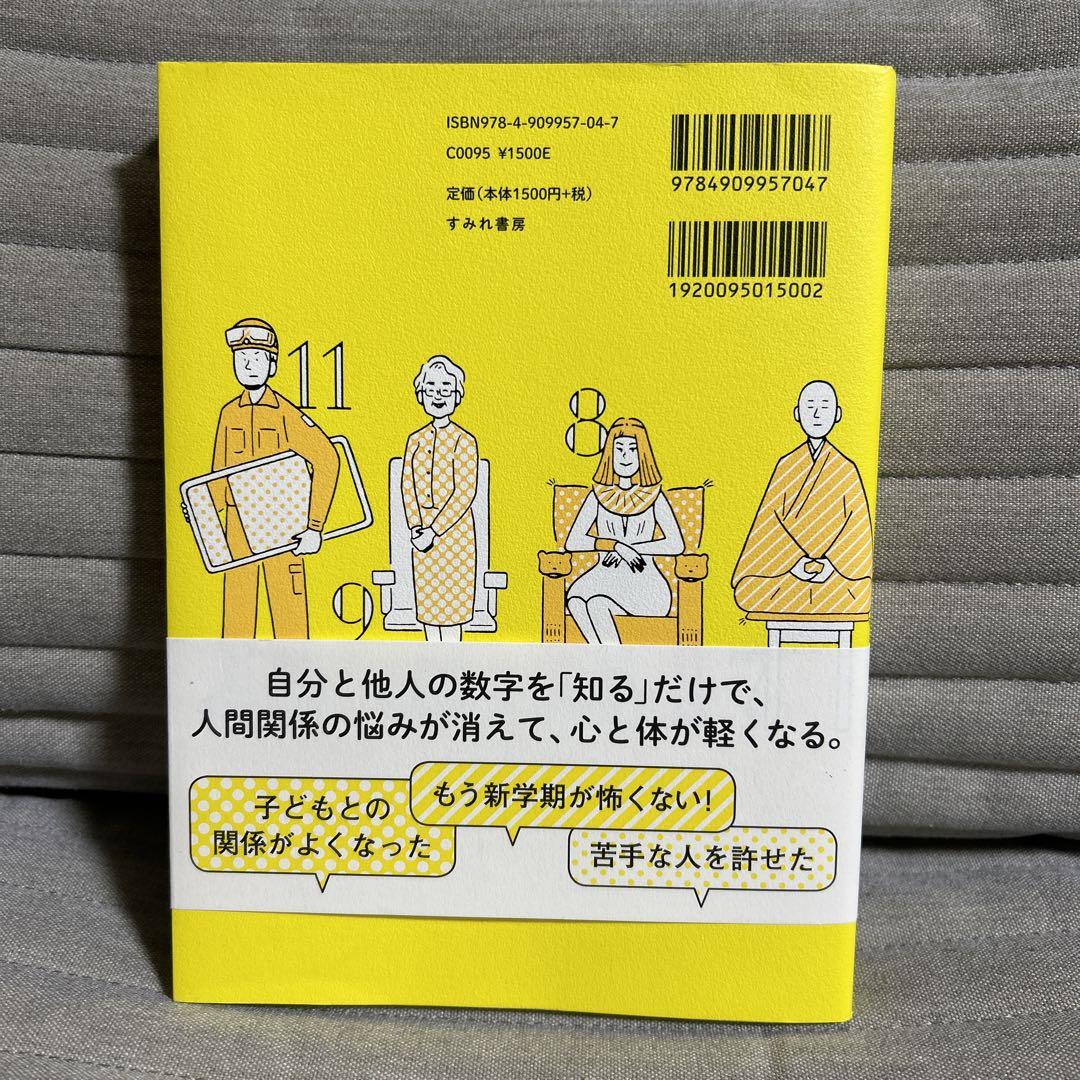 ISBN978-4-909957-04-7
C0095 ¥1500E
定価(本体1500円+税)
すみれ書房
9784909957047
1920095015002
11
8
9
自分と他人の数字を「知る」だけで、
人間関係の悩みが消えて、心と体が軽くなる。
子どもとの
関係がよくなった
もう新学期が怖くない!
苦手な人を許せた